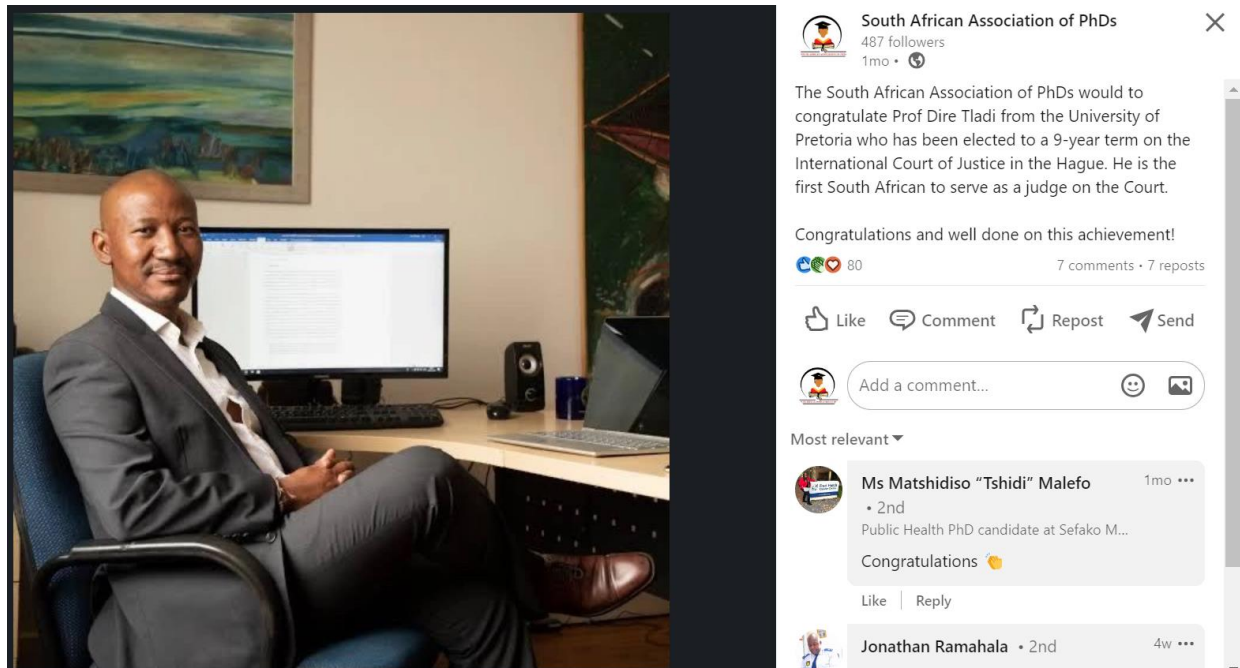 South African Association of PhDs
487 followers
1mo •
The South African Association of PhDs would to
congratulate Prof Dire Tladi from the University of
Pretoria who has been elected to a 9-year term on the
International Court of Justice in the Hague. He is the
first South African to serve as a judge on the Court.
Congratulations and well done on this achievement!
80
7 comments • 7 reposts
Like
Comment
Repost
Send
Add a comment...
Most relevant
Ms Matshidiso “Tshidi” Malefo
1mo •••
• 2nd
Public Health PhD candidate at Sefako M...
Congratulations 👏
Like
Reply
Jonathan Ramahala • 2nd
4w •••